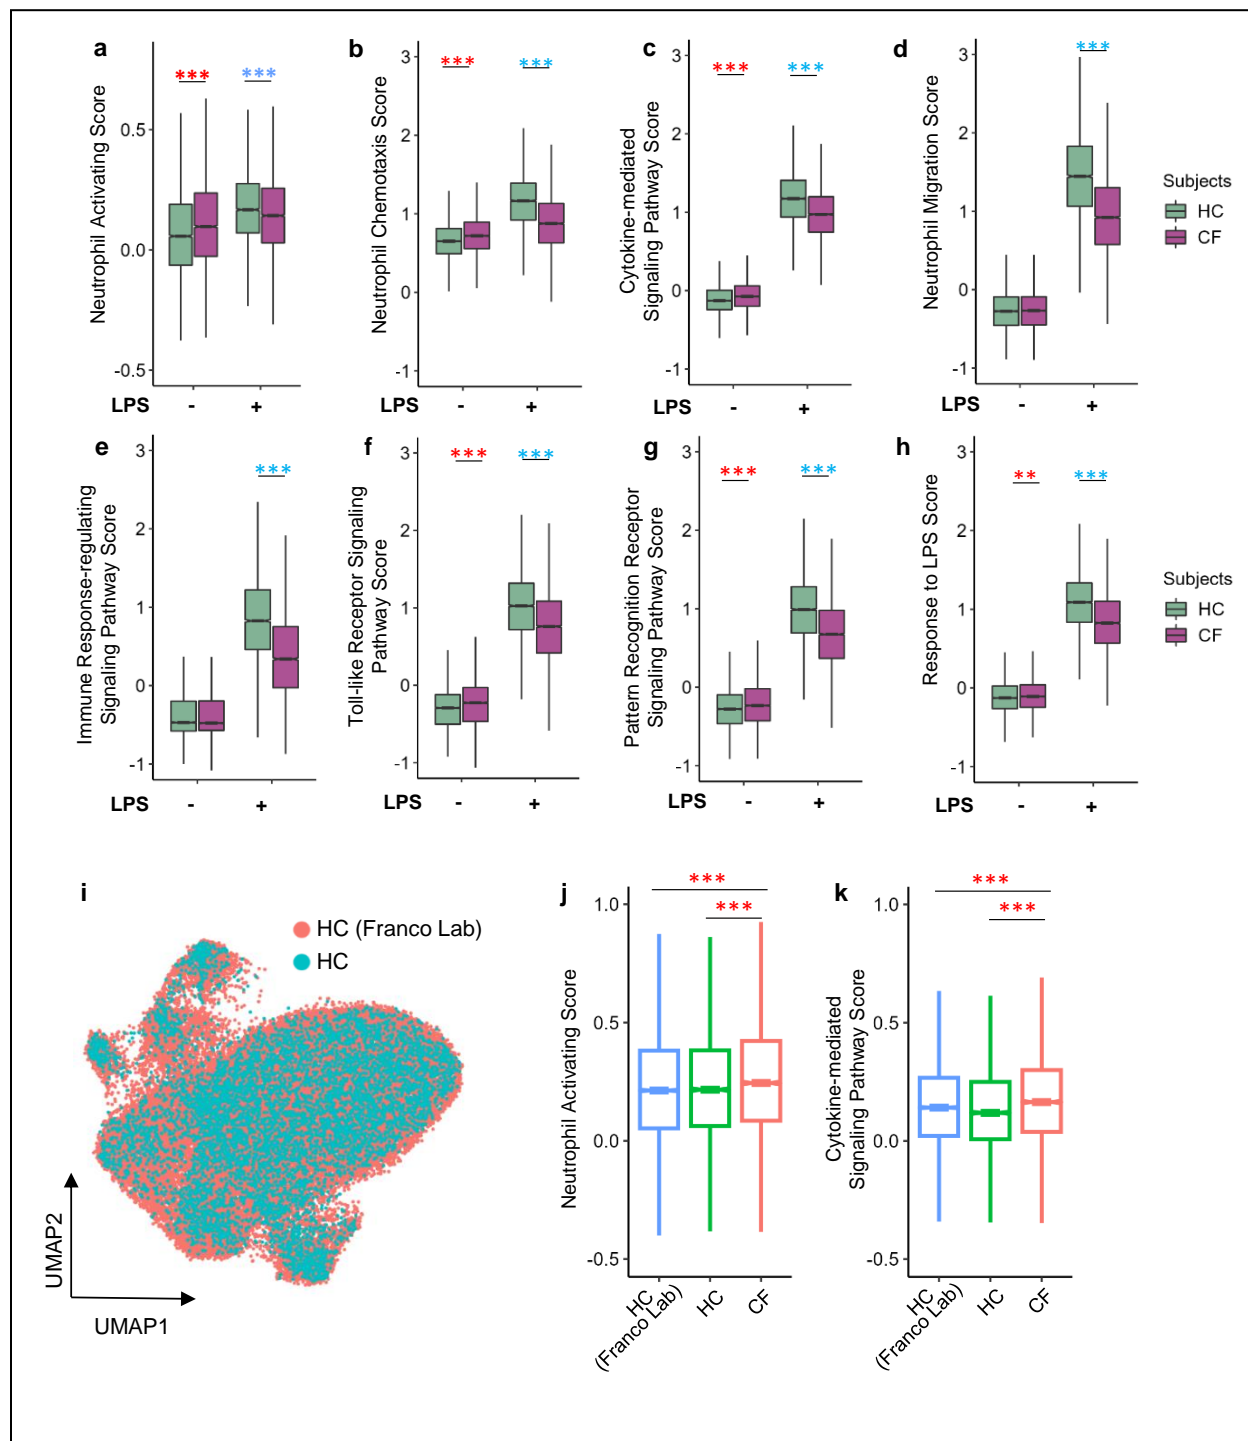 a
Neutrophil Activating Score
0.5
0.0
-0.5
***
***
LPS - +
b
Neutrophil Chemotaxis Score
3
2
1
0
-1
***
***
- +
c
Cytokine-mediated
Signaling Pathway Score
3
2
1
0
-1
***
***
LPS - +
d
Neutrophil Migration Score
3
2
1
0
-1
***
LPS - +
Subjects
HC
CF
e
Immune Response-regulating
Signaling Pathway Score
3
2
1
0
-1
***
LPS - +
f
Toll-like Receptor Signaling
Pathway Score
3
2
1
0
-1
***
***
LPS - +
g
Pattern Recognition Receptor
Signaling Pathway Score
3
2
1
0
-1
***
***
LPS - +
h
Response to LPS Score
3
2
1
0
-1
**
***
LPS - +
Subjects
HC
CF
i
HC (Franco Lab)
HC
UMAP2
UMAP1
j
Neutrophil Activating Score
1.0
0.5
0.0
-0.5
***
***
HC
(Franco Lab)
HC
CF
k
Cytokine-mediated
Signaling Pathway Score
1.0
0.5
0.0
-0.5
***
***
HC
(Franco Lab)
HC
CF